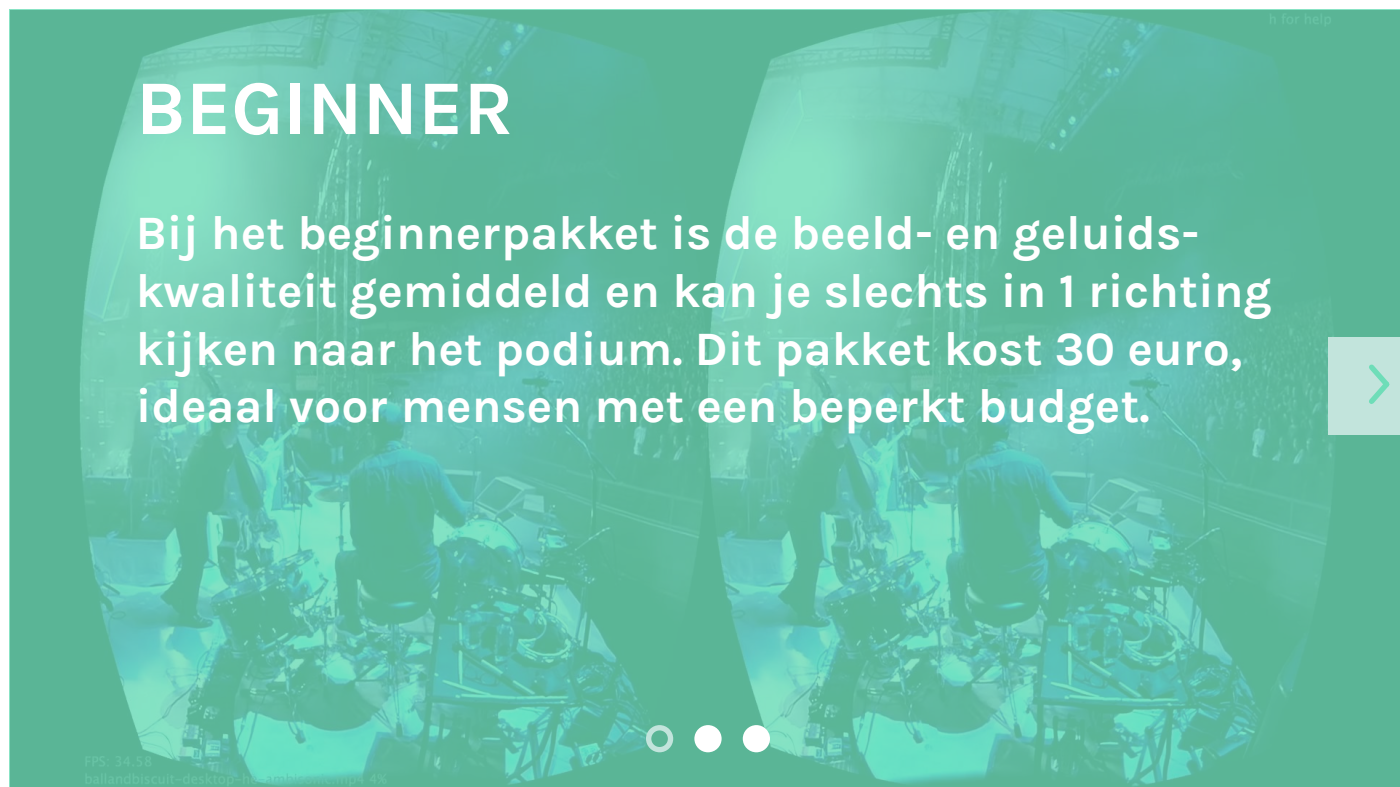 h for help
BEGINNER
Bij het beginnerpakket is de beeld- en geluids-
kwaliteit gemiddeld en kan je slechts in 1 richting
kijken naar het podium. Dit pakket kost 30 euro,
ideaal voor mensen met een beperkt budget.
FPS: 34.58
4%